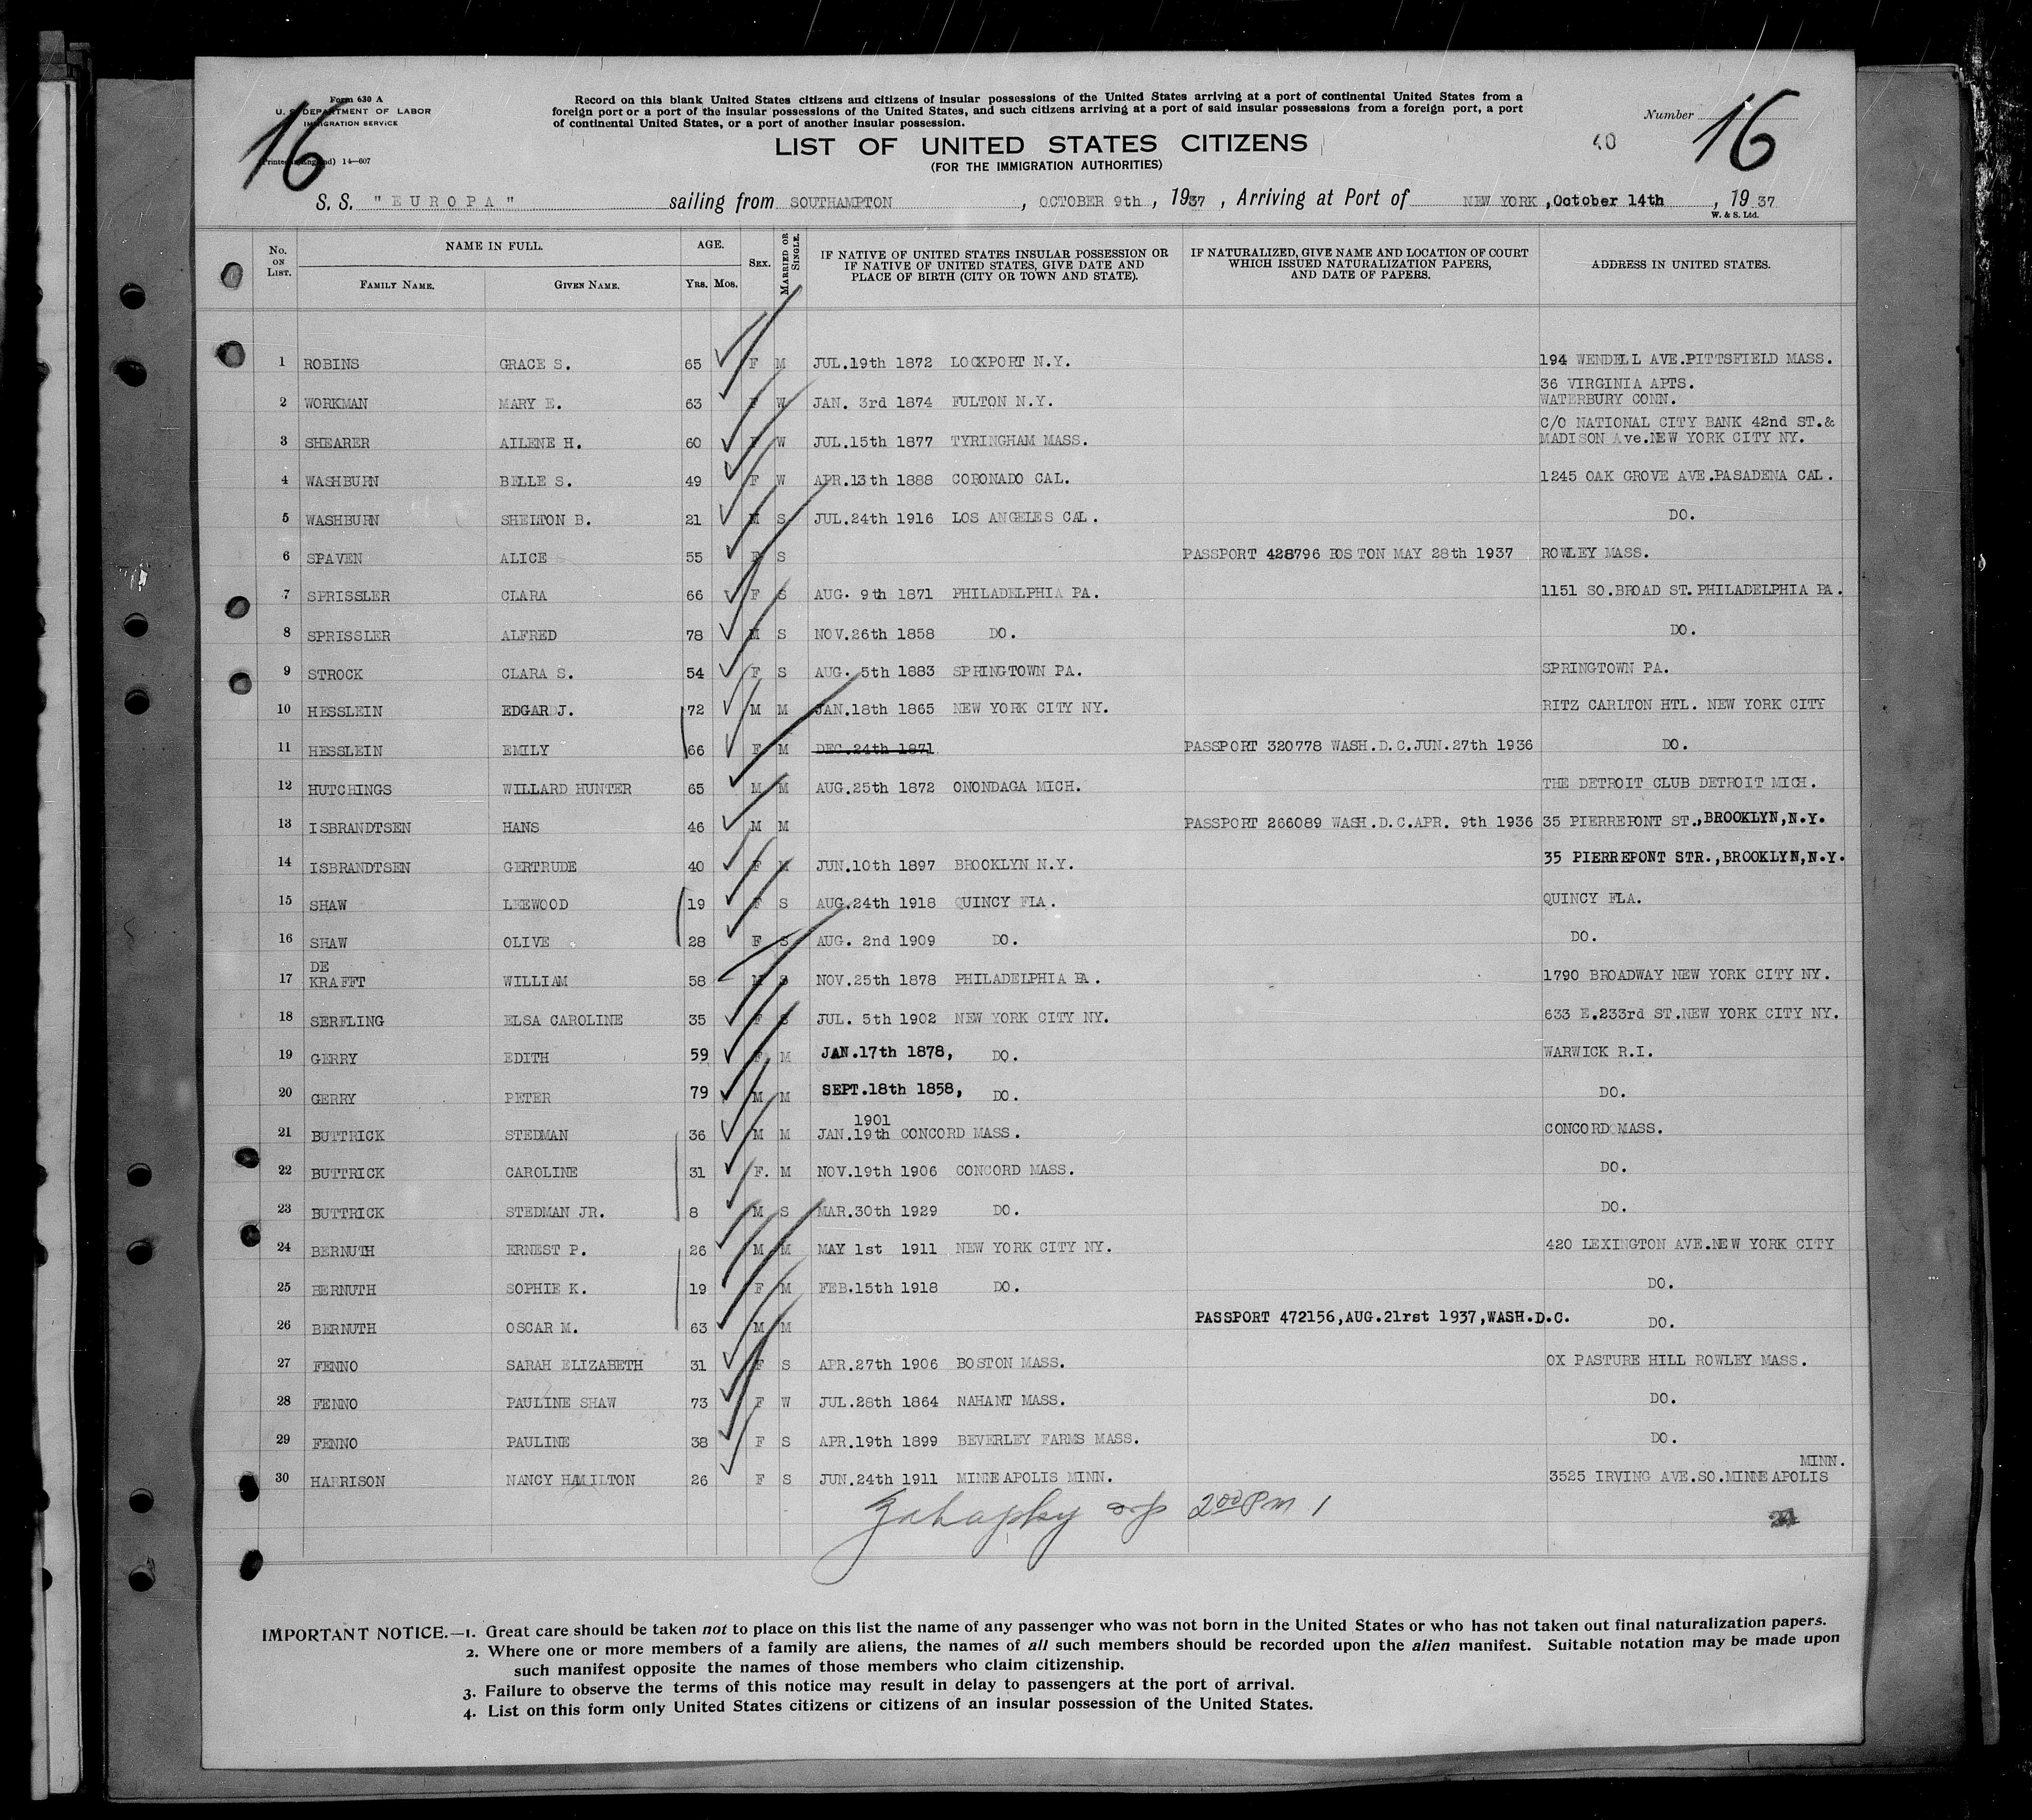 Form 630 A
U. S. DEPARTMENT OF LABOR
IMMIGRATION SERVICE
(Printed in England) 14—607
16
Record on this blank United States citizens and citizens of insular possessions of the United States arriving at a port of continental United States from a
foreign port or a port of the insular possessions of the United States, and such citizens arriving at a port of said insular possessions from a foreign port, a port
of continental United States, or a port of another insular possession.
LIST OF UNITED STATES CITIZENS
(FOR THE IMMIGRATION AUTHORITIES)
Number 16
40
S. S. "EUROPA" sailing from SOUTHAMPTON, OCTOBER 9th, 1937, Arriving at Port of NEW YORK, October 14th, 1937
W. & S. Ltd.
No. ON LIST. NAME IN FULL. FAMILY NAME. GIVEN NAME. AGE. Yrs. Mos. SEX. MARRIED OR SINGLE. IF NATIVE OF UNITED STATES INSULAR POSSESSION OR IF NATIVE OF UNITED STATES, GIVE DATE AND PLACE OF BIRTH (CITY OR TOWN AND STATE). IF NATURALIZED, GIVE NAME AND LOCATION OF COURT WHICH ISSUED NATURALIZATION PAPERS, AND DATE OF PAPERS. ADDRESS IN UNITED STATES.
1 ROBINS GRACE S. 65 F M JUL.19th 1872 LOCKPORT N.Y. 194 WENDELL AVE.PITTSFIELD MASS.
2 WORKMAN MARY E. 63 F W JAN. 3rd 1874 FULTON N.Y. 36 VIRGINIA APTS. WATERBURY CONN.
3 SHEARER AILENE H. 60 F W JUL.15th 1877 TYRINGHAM MASS. C/O NATIONAL CITY BANK 42nd ST.& MADISON Ave.NEW YORK CITY NY.
4 WASHBURN BELLE S. 49 F W APR.13th 1888 CORONADO CAL. 1245 OAK GROVE AVE.PASADENA CAL.
5 WASHBURN SHELTON B. 21 M S JUL.24th 1916 LOS ANGELES CAL. DO.
6 SPAVEN ALICE 55 F S PASSPORT 428796 BOSTON MAY 28th 1937 ROWLEY MASS.
7 SPRISSLER CLARA 66 F S AUG. 9th 1871 PHILADELPHIA PA. 1151 SO.BROAD ST.PHILADELPHIA PA.
8 SPRISSLER ALFRED 78 M S NOV.26th 1858 DO. DO.
9 STROCK CLARA S. 54 F S AUG. 5th 1883 SPRINGTOWN PA. SPRINGTOWN PA.
10 HESSLEIN EDGAR J. 72 M M JAN.18th 1865 NEW YORK CITY NY. RITZ CARLTON HTL. NEW YORK CITY
11 HESSLEIN EMILY 66 F M DEC.24th 1871 PASSPORT 320778 WASH.D.C.JUN.27th 1936 DO.
12 HUTCHINGS WILLARD HUNTER 65 M M AUG.25th 1872 ONONDAGA MICH. THE DETROIT CLUB DETROIT MICH.
13 ISBRANDTSEN HANS 46 M M PASSPORT 266089 WASH.D.C.APR. 9th 1936 35 PIERREPONT ST.,BROOKLYN,N.Y.
14 ISBRANDTSEN GERTRUDE 40 F M JUN.10th 1897 BROOKLYN N.Y. 35 PIERREPONT STR.,BROOKLYN,N.Y.
15 SHAW LEEWOOD 19 F S AUG.24th 1918 QUINCY FLA. QUINCY FLA.
16 SHAW OLIVE 28 F S AUG. 2nd 1909 DO. DO.
17 DE KRAFFT WILLIAM 58 M S NOV.25th 1878 PHILADELPHIA PA. 1790 BROADWAY NEW YORK CITY NY.
18 SERFLING ELSA CAROLINE 35 F S JUL. 5th 1902 NEW YORK CITY NY. 633 E.233rd ST.NEW YORK CITY NY.
19 GERRY EDITH 59 F. M JAN.17th 1878, DO. WARWICK R.I.
20 GERRY PETER 79 M M SEPT.18th 1858, DO. DO.
21 BUTTRICK STEDMAN 36 M M JAN.19th 1901 CONCORD MASS. CONCORD MASS.
22 BUTTRICK CAROLINE 31 F. M NOV.19th 1906 CONCORD MASS. DO.
23 BUTTRICK STEDMAN JR. 8 M S MAR.30th 1929 DO. DO.
24 BERNUTH ERNEST P. 26 M M MAY 1st 1911 NEW YORK CITY NY. 420 LEXINGTON AVE.NEW YORK CITY
25 BERNUTH SOPHIE K. 19 F M FEB.15th 1918 DO. DO.
26 BERNUTH OSCAR M. 63 M M PASSPORT 472156,AUG.21rst 1937,WASH.D.C. DO.
27 FENNO SARAH ELIZABETH 31 F S APR.27th 1906 BOSTON MASS. OX PASTURE HILL ROWLEY MASS.
28 FENNO PAULINE SHAW 73 F W JUL.28th 1864 NAHANT MASS. DO.
29 FENNO PAULINE 38 F S APR.19th 1899 BEVERLEY FARMS MASS. DO.
30 HARRISON NANCY HAMILTON 26 F S JUN.24th 1911 MINNEAPOLIS MINN. 3525 IRVING AVE.SO.MINNEAPOLIS MINN.
2 00 PM
IMPORTANT NOTICE.—1. Great care should be taken not to place on this list the name of any passenger who was not born in the United States or who has not taken out final naturalization papers.
2. Where one or more members of a family are aliens, the names of all such members should be recorded upon the alien manifest. Suitable notation may be made upon
such manifest opposite the names of those members who claim citizenship.
3. Failure to observe the terms of this notice may result in delay to passengers at the port of arrival.
4. List on this form only United States citizens or citizens of an insular possession of the United States.